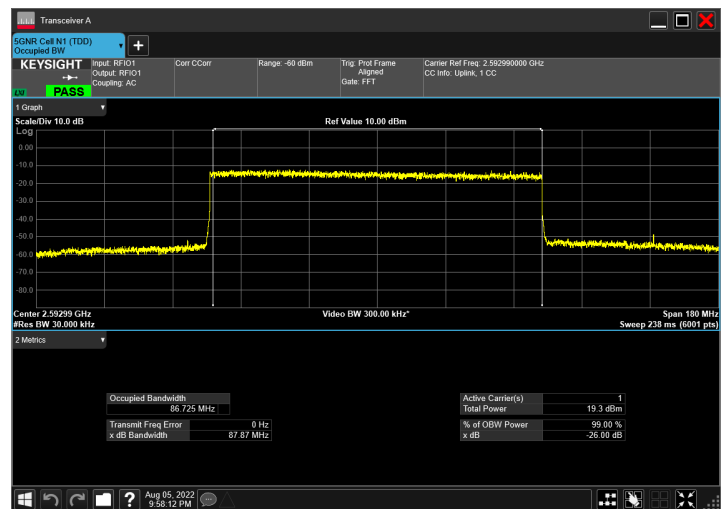 Transceiver A
5GNR Cell N1 (TDD)
Occupied BW
KEYSIGHT
LXI
PASS
Input: RFIO1
Output: RFIO1
Coupling: AC
Corr CCorr
Range: -60 dBm
Trig: Prot Frame
Aligned
Gate: FFT
Carrier Ref Freq: 2.592990000 GHz
CC Info: Uplink, 1 CC
1 Graph
Scale/Div 10.0 dB
Ref Value 10.00 dBm
Log
0.00
-10.0
-20.0
-30.0
-40.0
-50.0
-60.0
-70.0
-80.0
Center 2.59299 GHz
Video BW 300.00 kHz*
Span 180 MHz
#Res BW 30.000 kHz
Sweep 238 ms (6001 pts)
2 Metrics
Occupied Bandwidth
86.725 MHz
Transmit Freq Error 0 Hz
x dB Bandwidth 87.87 MHz
Active Carrier(s) 1
Total Power 19.3 dBm
% of OBW Power 99.00 %
x dB -26.00 dB
?
Aug 05, 2022
9:58:12 PM